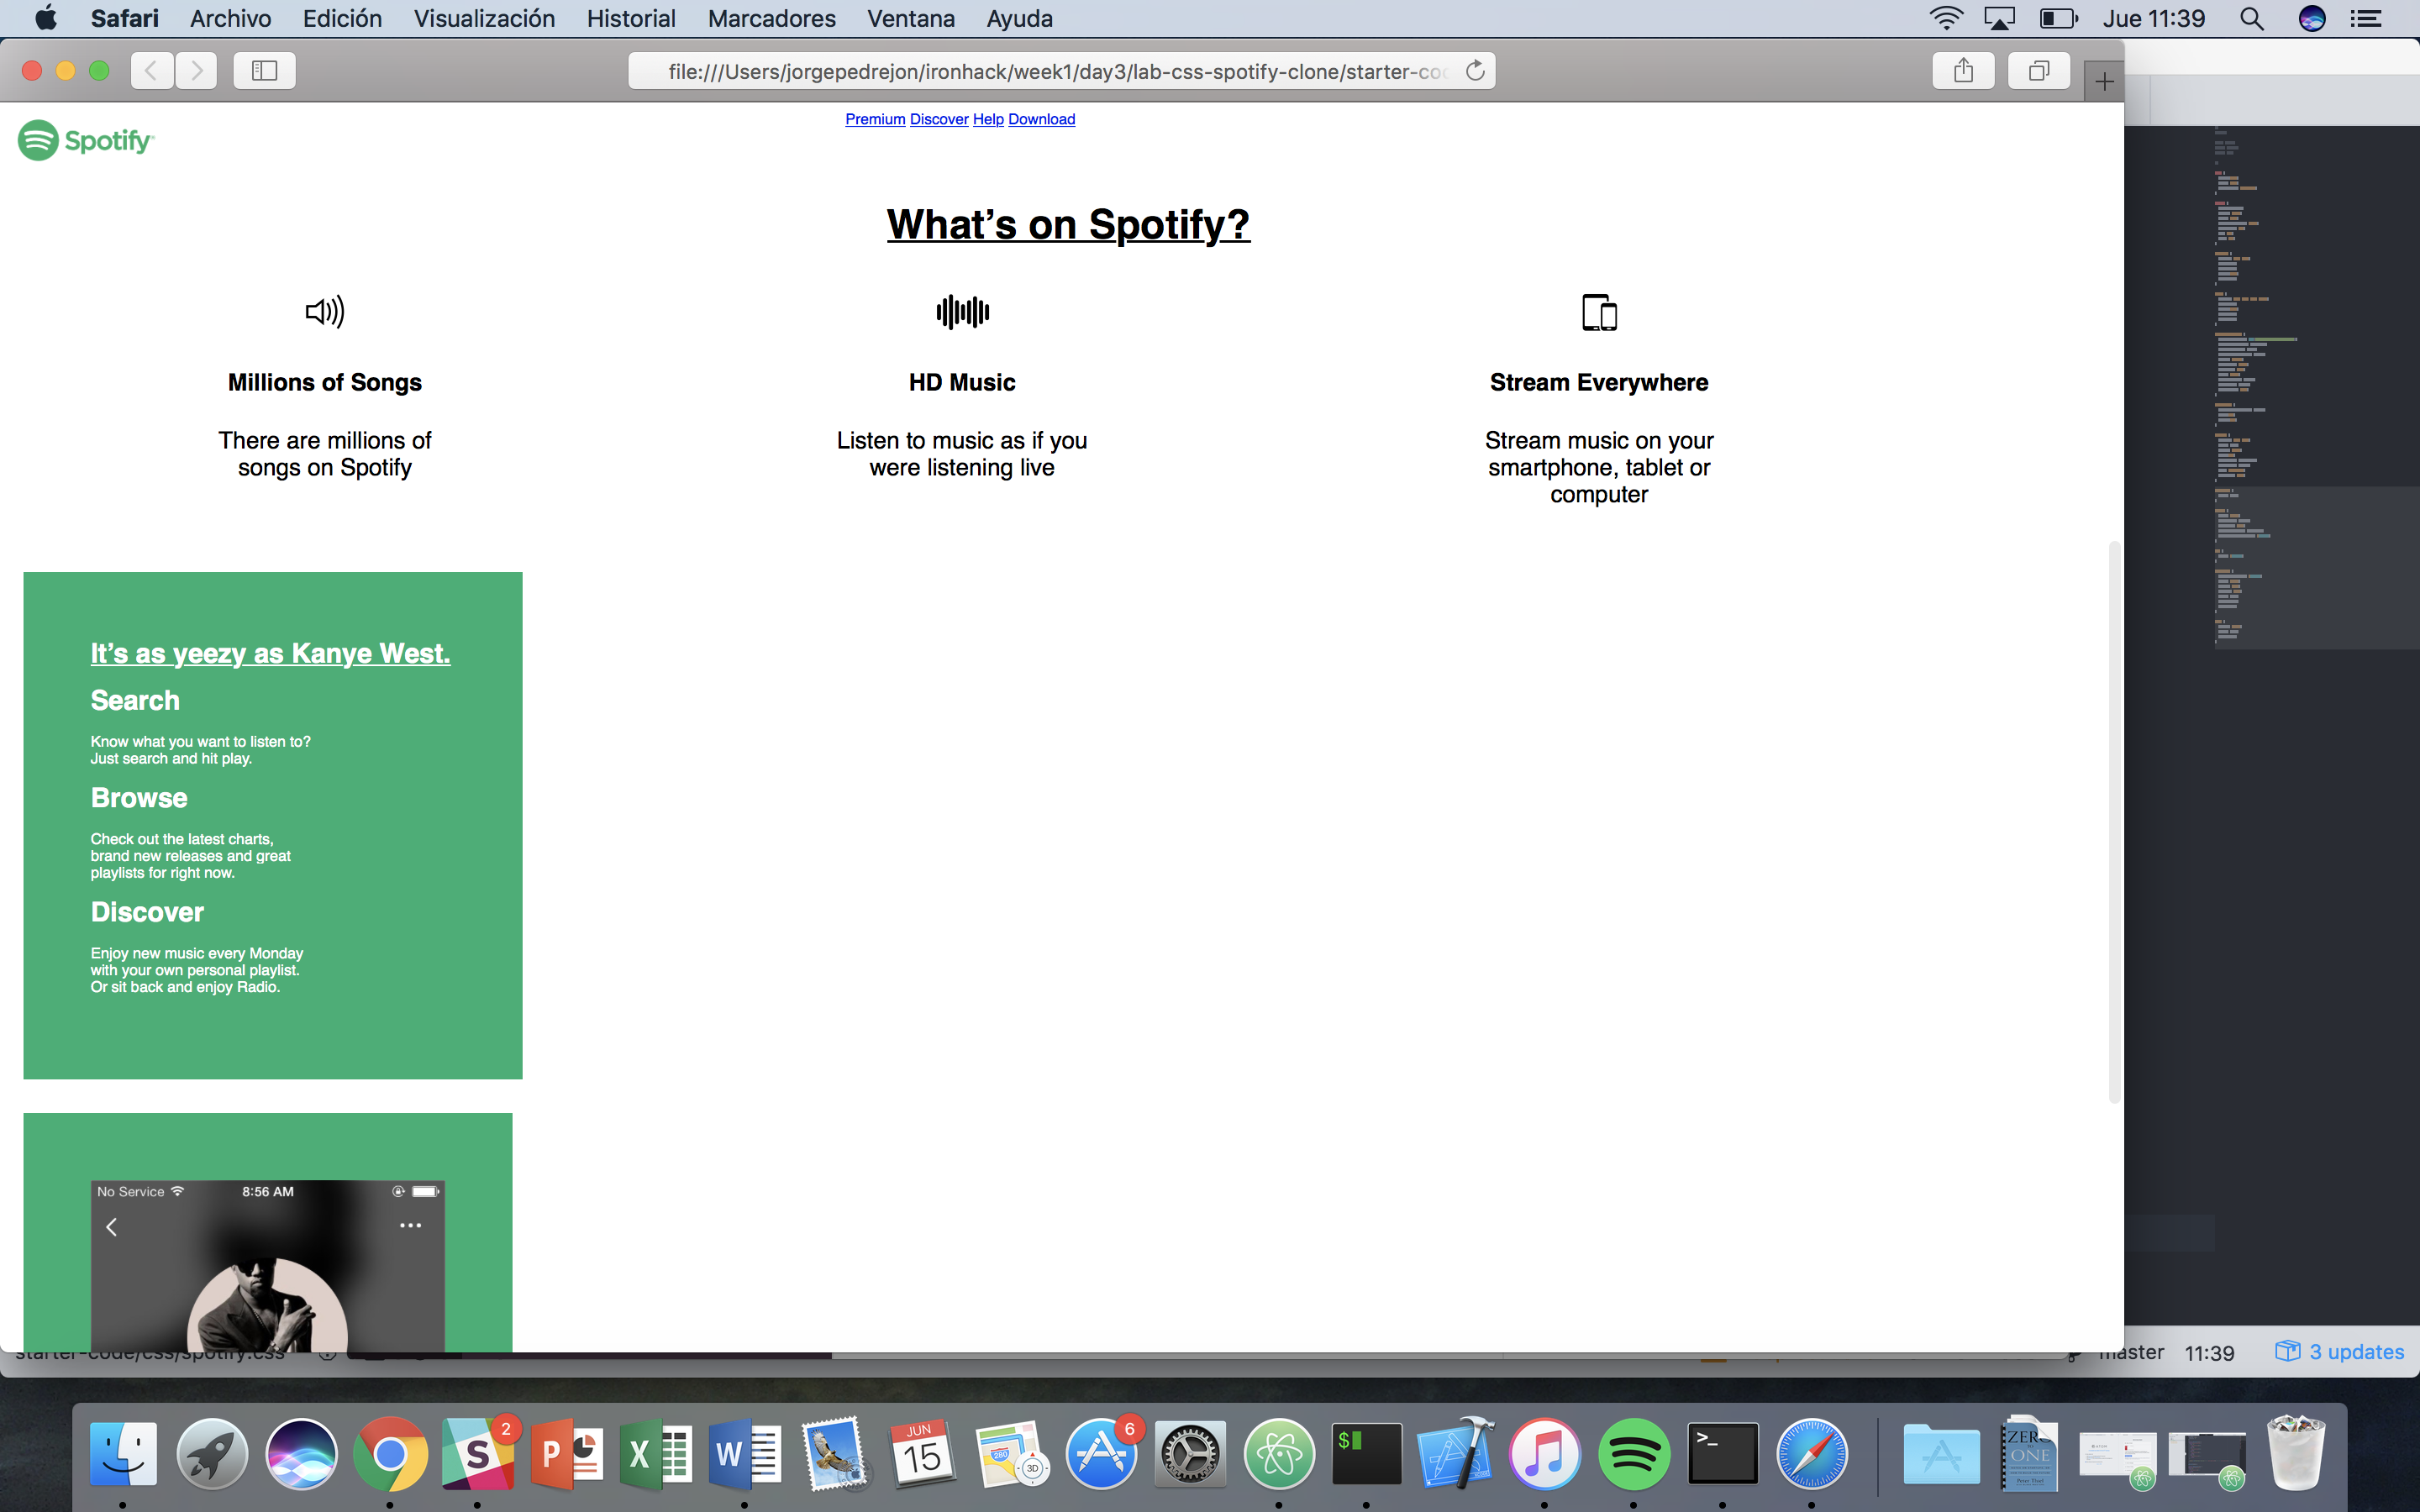 Safari Archivo Edición Visualización Historial Marcadores Ventana Ayuda Jue 11:39
file:///Users/jorgepedrejon/ironhack/week1/day3/lab-css-spotify-clone/starter-co
Spotify
Premium Discover Help Download
What’s on Spotify?
Millions of Songs
There are millions of
songs on Spotify
HD Music
Listen to music as if you
were listening live
Stream Everywhere
Stream music on your
smartphone, tablet or
computer
It’s as yeezy as Kanye West.
Search
Know what you want to listen to?
Just search and hit play.
Browse
Check out the latest charts,
brand new releases and great
playlists for right now.
Discover
Enjoy new music every Monday
with your own personal playlist.
Or sit back and enjoy Radio.
No Service 8:56 AM
starter-code/css/spotify.css master 11:39 3 updates
2
JUN
15
280
3D
6
ZERO
ONE